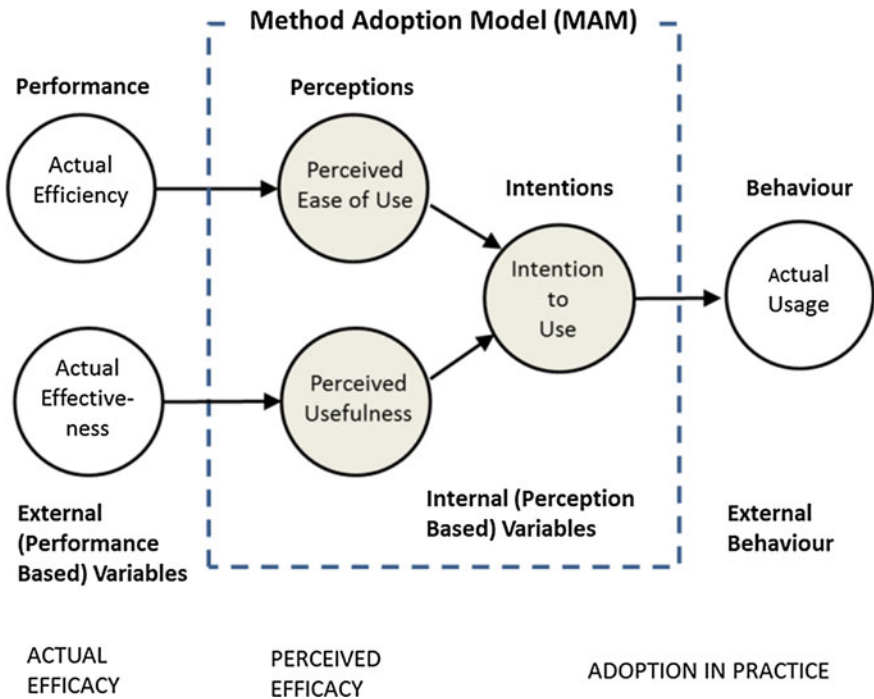 Method Adoption Model (MAM)
Performance
Perceptions
Actual
Efficiency
Perceived
Ease of Use
Intentions
Behaviour
Intention
to
Use
Actual
Usage
Actual
Effective-
ness
Perceived
Usefulness
External
(Performance
Based) Variables
Internal (Perception
Based) Variables
External
Behaviour
ACTUAL
EFFICACY
PERCEIVED
EFFICACY
ADOPTION IN PRACTICE